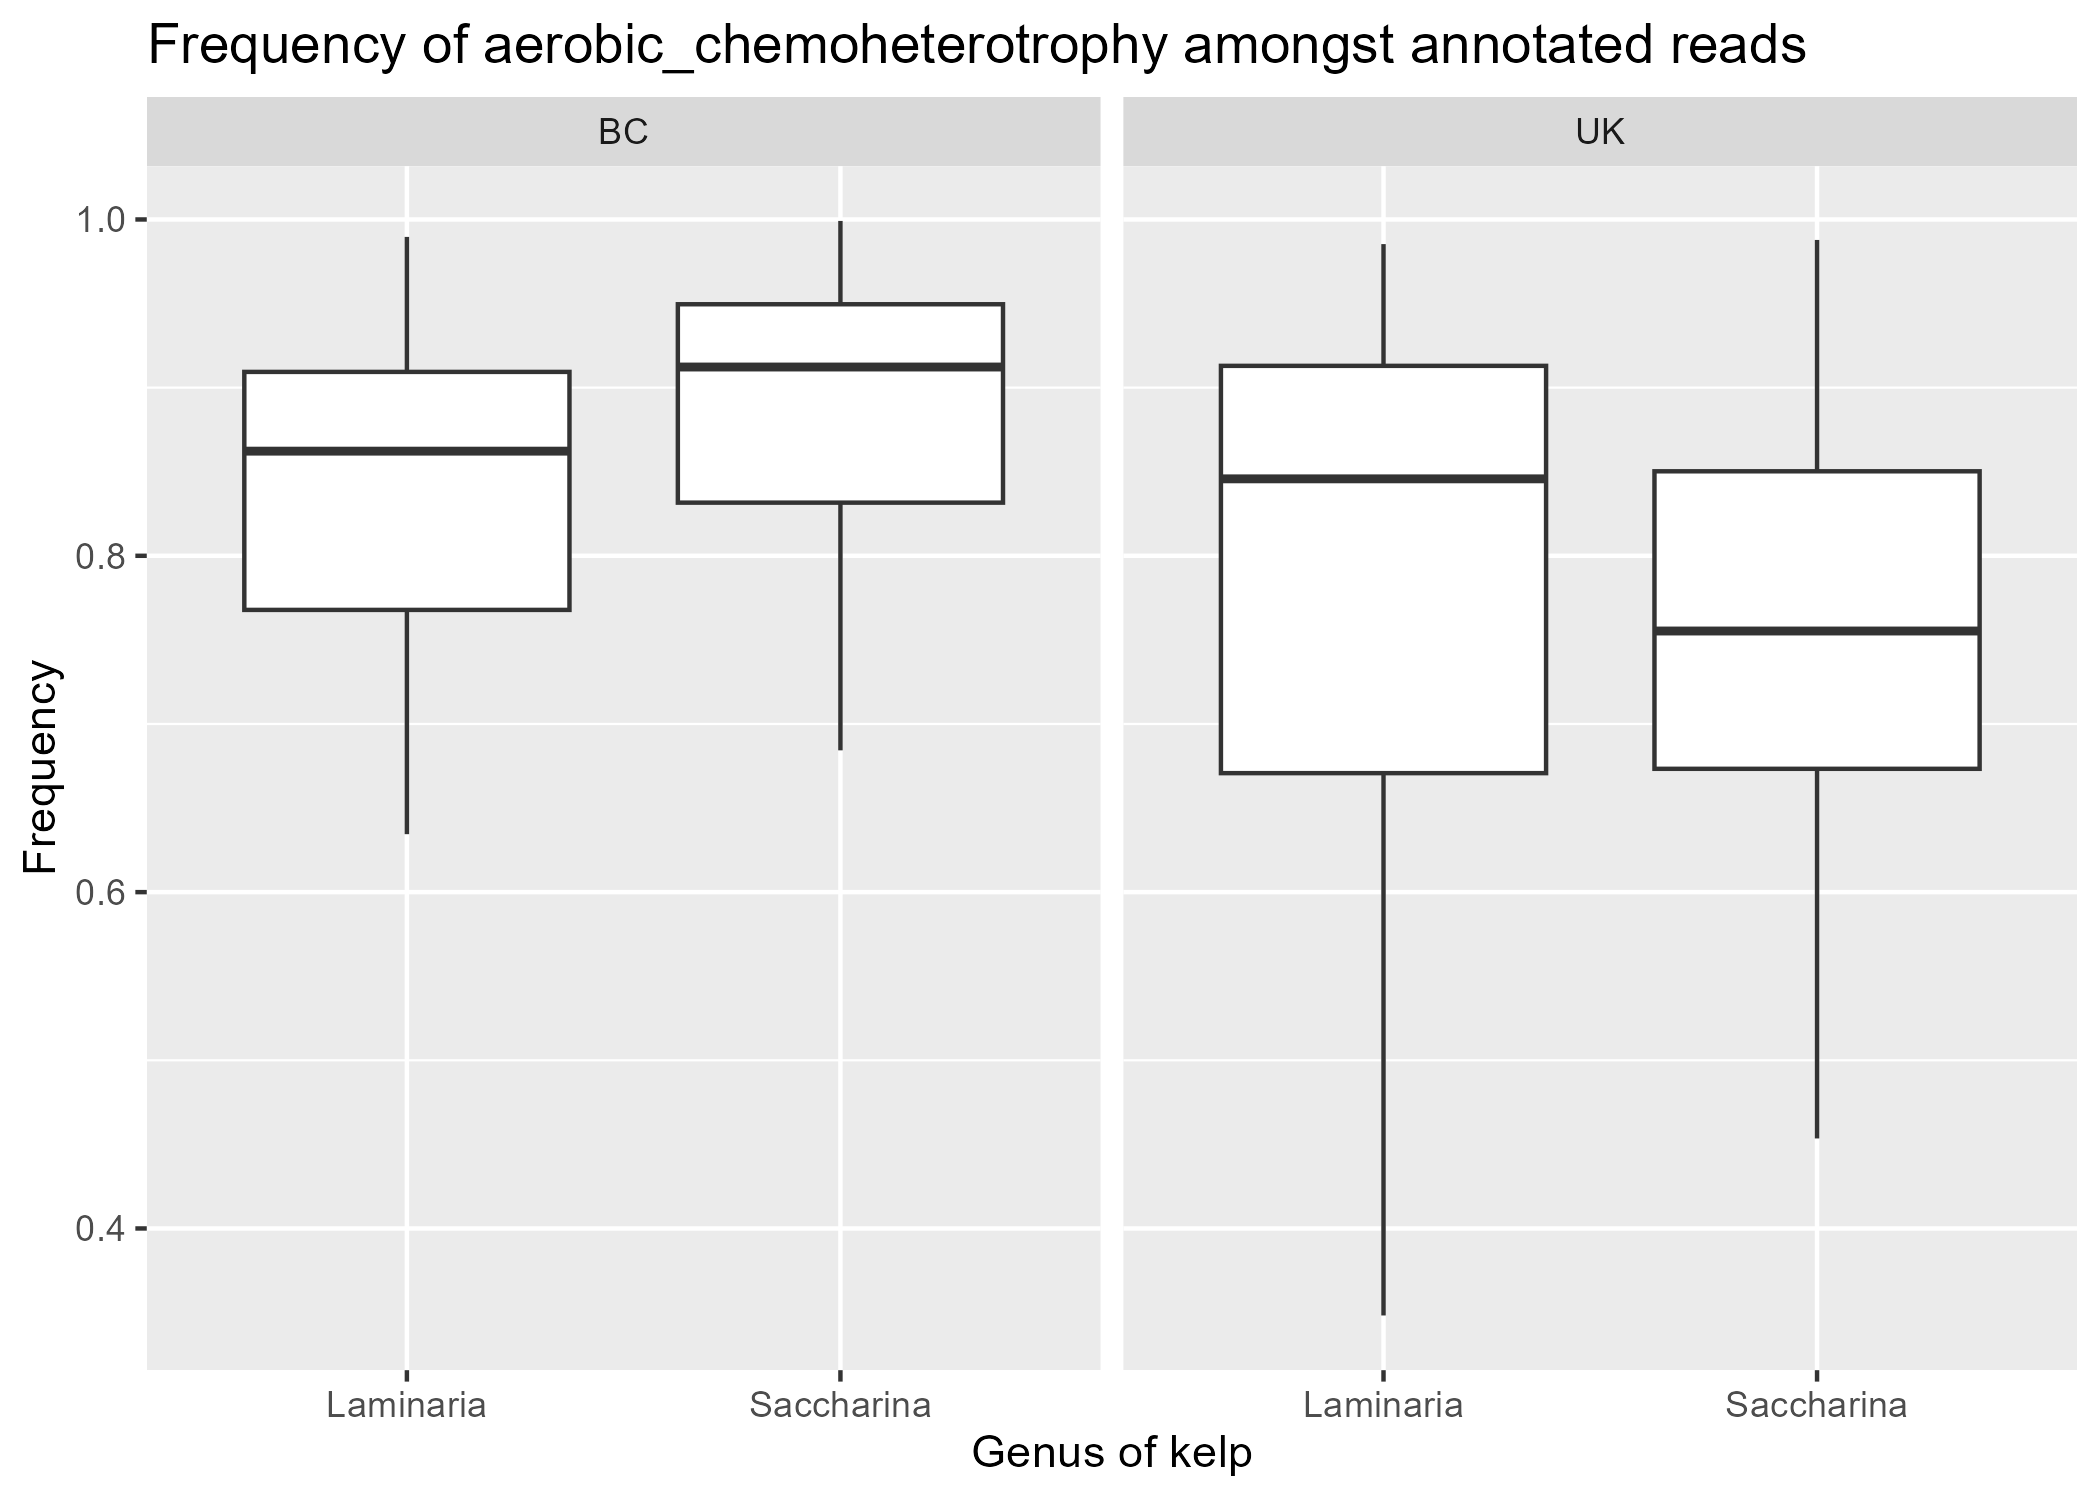 Frequency of aerobic_chemoheterotrophy amongst annotated reads
BC
UK
1.0
0.8
0.6
0.4
Frequency
Laminaria
Saccharina
Laminaria
Saccharina
Genus of kelp